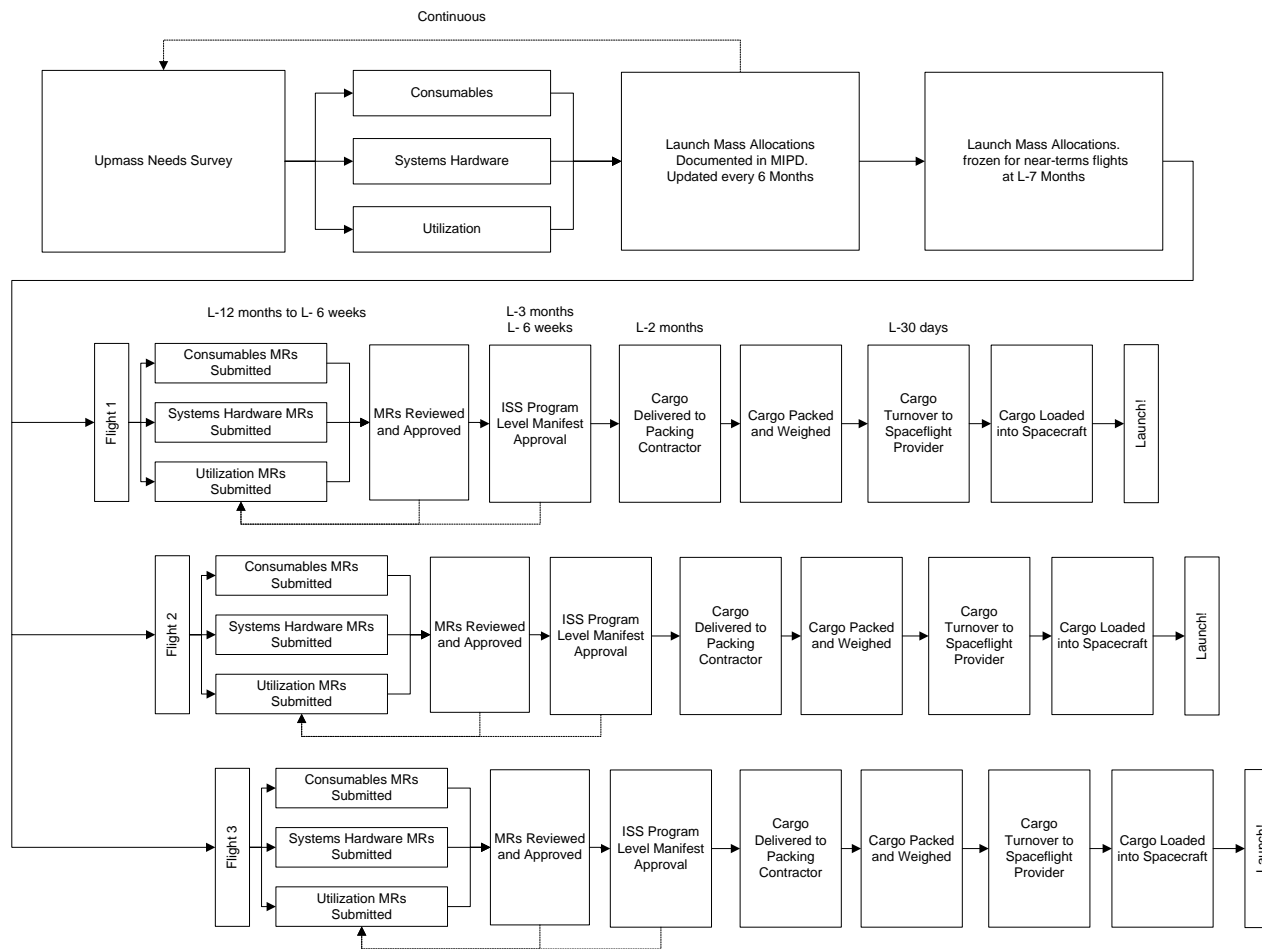 Continuous
Upmass Needs Survey
Consumables
Systems Hardware
Utilization
Launch Mass Allocations
Documented in MIPD.
Updated every 6 Months
Launch Mass Allocations.
frozen for near-terms flights
at L-7 Months
L-12 months to L- 6 weeks
L-3 months
L- 6 weeks
L-2 months
L-30 days
Flight 1
Consumables MRs
Submitted
Systems Hardware MRs
Submitted
Utilization MRs
Submitted
MRs Reviewed
and Approved
ISS Program
Level Manifest
Approval
Cargo
Delivered to
Packing
Contractor
Cargo Packed
and Weighed
Cargo
Turnover to
Spaceflight
Provider
Cargo Loaded
into Spacecraft
Launch!
Flight 2
Consumables MRs
Submitted
Systems Hardware MRs
Submitted
Utilization MRs
Submitted
MRs Reviewed
and Approved
ISS Program
Level Manifest
Approval
Cargo
Delivered to
Packing
Contractor
Cargo Packed
and Weighed
Cargo
Turnover to
Spaceflight
Provider
Cargo Loaded
into Spacecraft
Launch!
Flight 3
Consumables MRs
Submitted
Systems Hardware MRs
Submitted
Utilization MRs
Submitted
MRs Reviewed
and Approved
ISS Program
Level Manifest
Approval
Cargo
Delivered to
Packing
Contractor
Cargo Packed
and Weighed
Cargo
Turnover to
Spaceflight
Provider
Cargo Loaded
into Spacecraft
Launch!